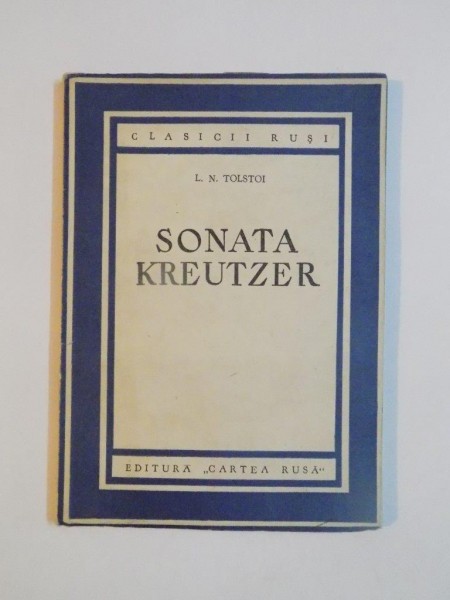 CLASICII RUȘI
L. N. TOLSTOI
SONATA
KREUTZER
EDITURA „CARTEA RUSĂ“